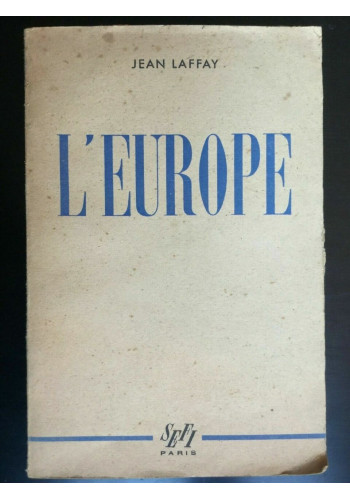 JEAN LAFFAY
L'EUROPE
SEFI
PARIS